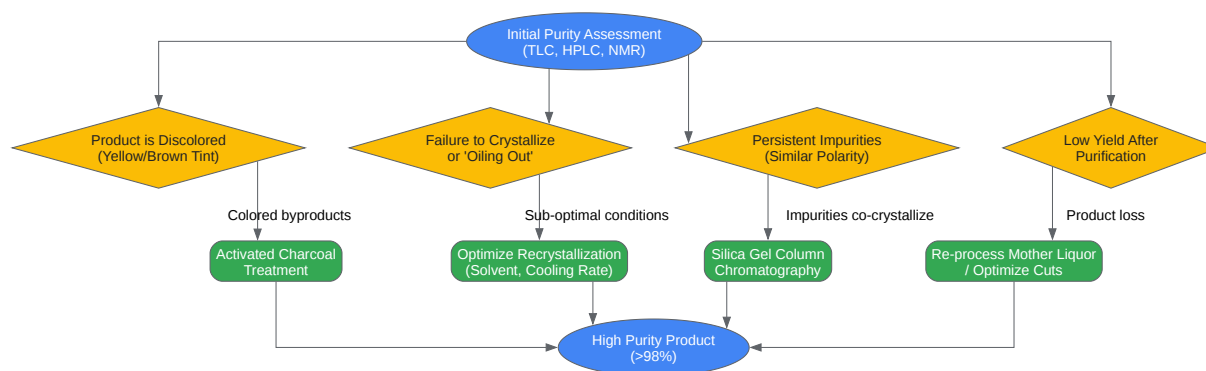 Initial Purity Assessment
(TLC, HPLC, NMR)
Product is Discolored
(Yellow/Brown Tint)
Failure to Crystallize
or 'Oiling Out'
Persistent Impurities
(Similar Polarity)
Low Yield After
Purification
Colored byproducts
Sub-optimal conditions
Impurities co-crystallize
Product loss
Activated Charcoal
Treatment
Optimize Recrystallization
(Solvent, Cooling Rate)
Silica Gel Column
Chromatography
Re-process Mother Liquor
/ Optimize Cuts
High Purity Product
(>98%)